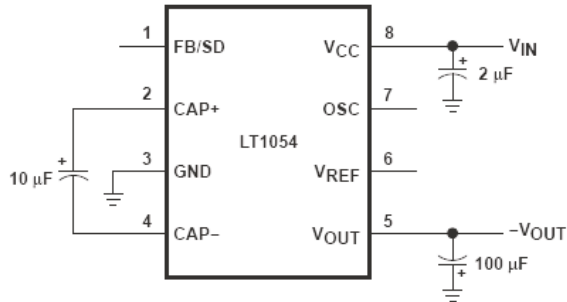 1
FB/SD
VCC
8
VIN
+
2 µF
2
CAP+
OSC
7
LT1054
+
10 µF
3
GND
VREF
6
4
CAP–
VOUT
5
–VOUT
100 µF
+